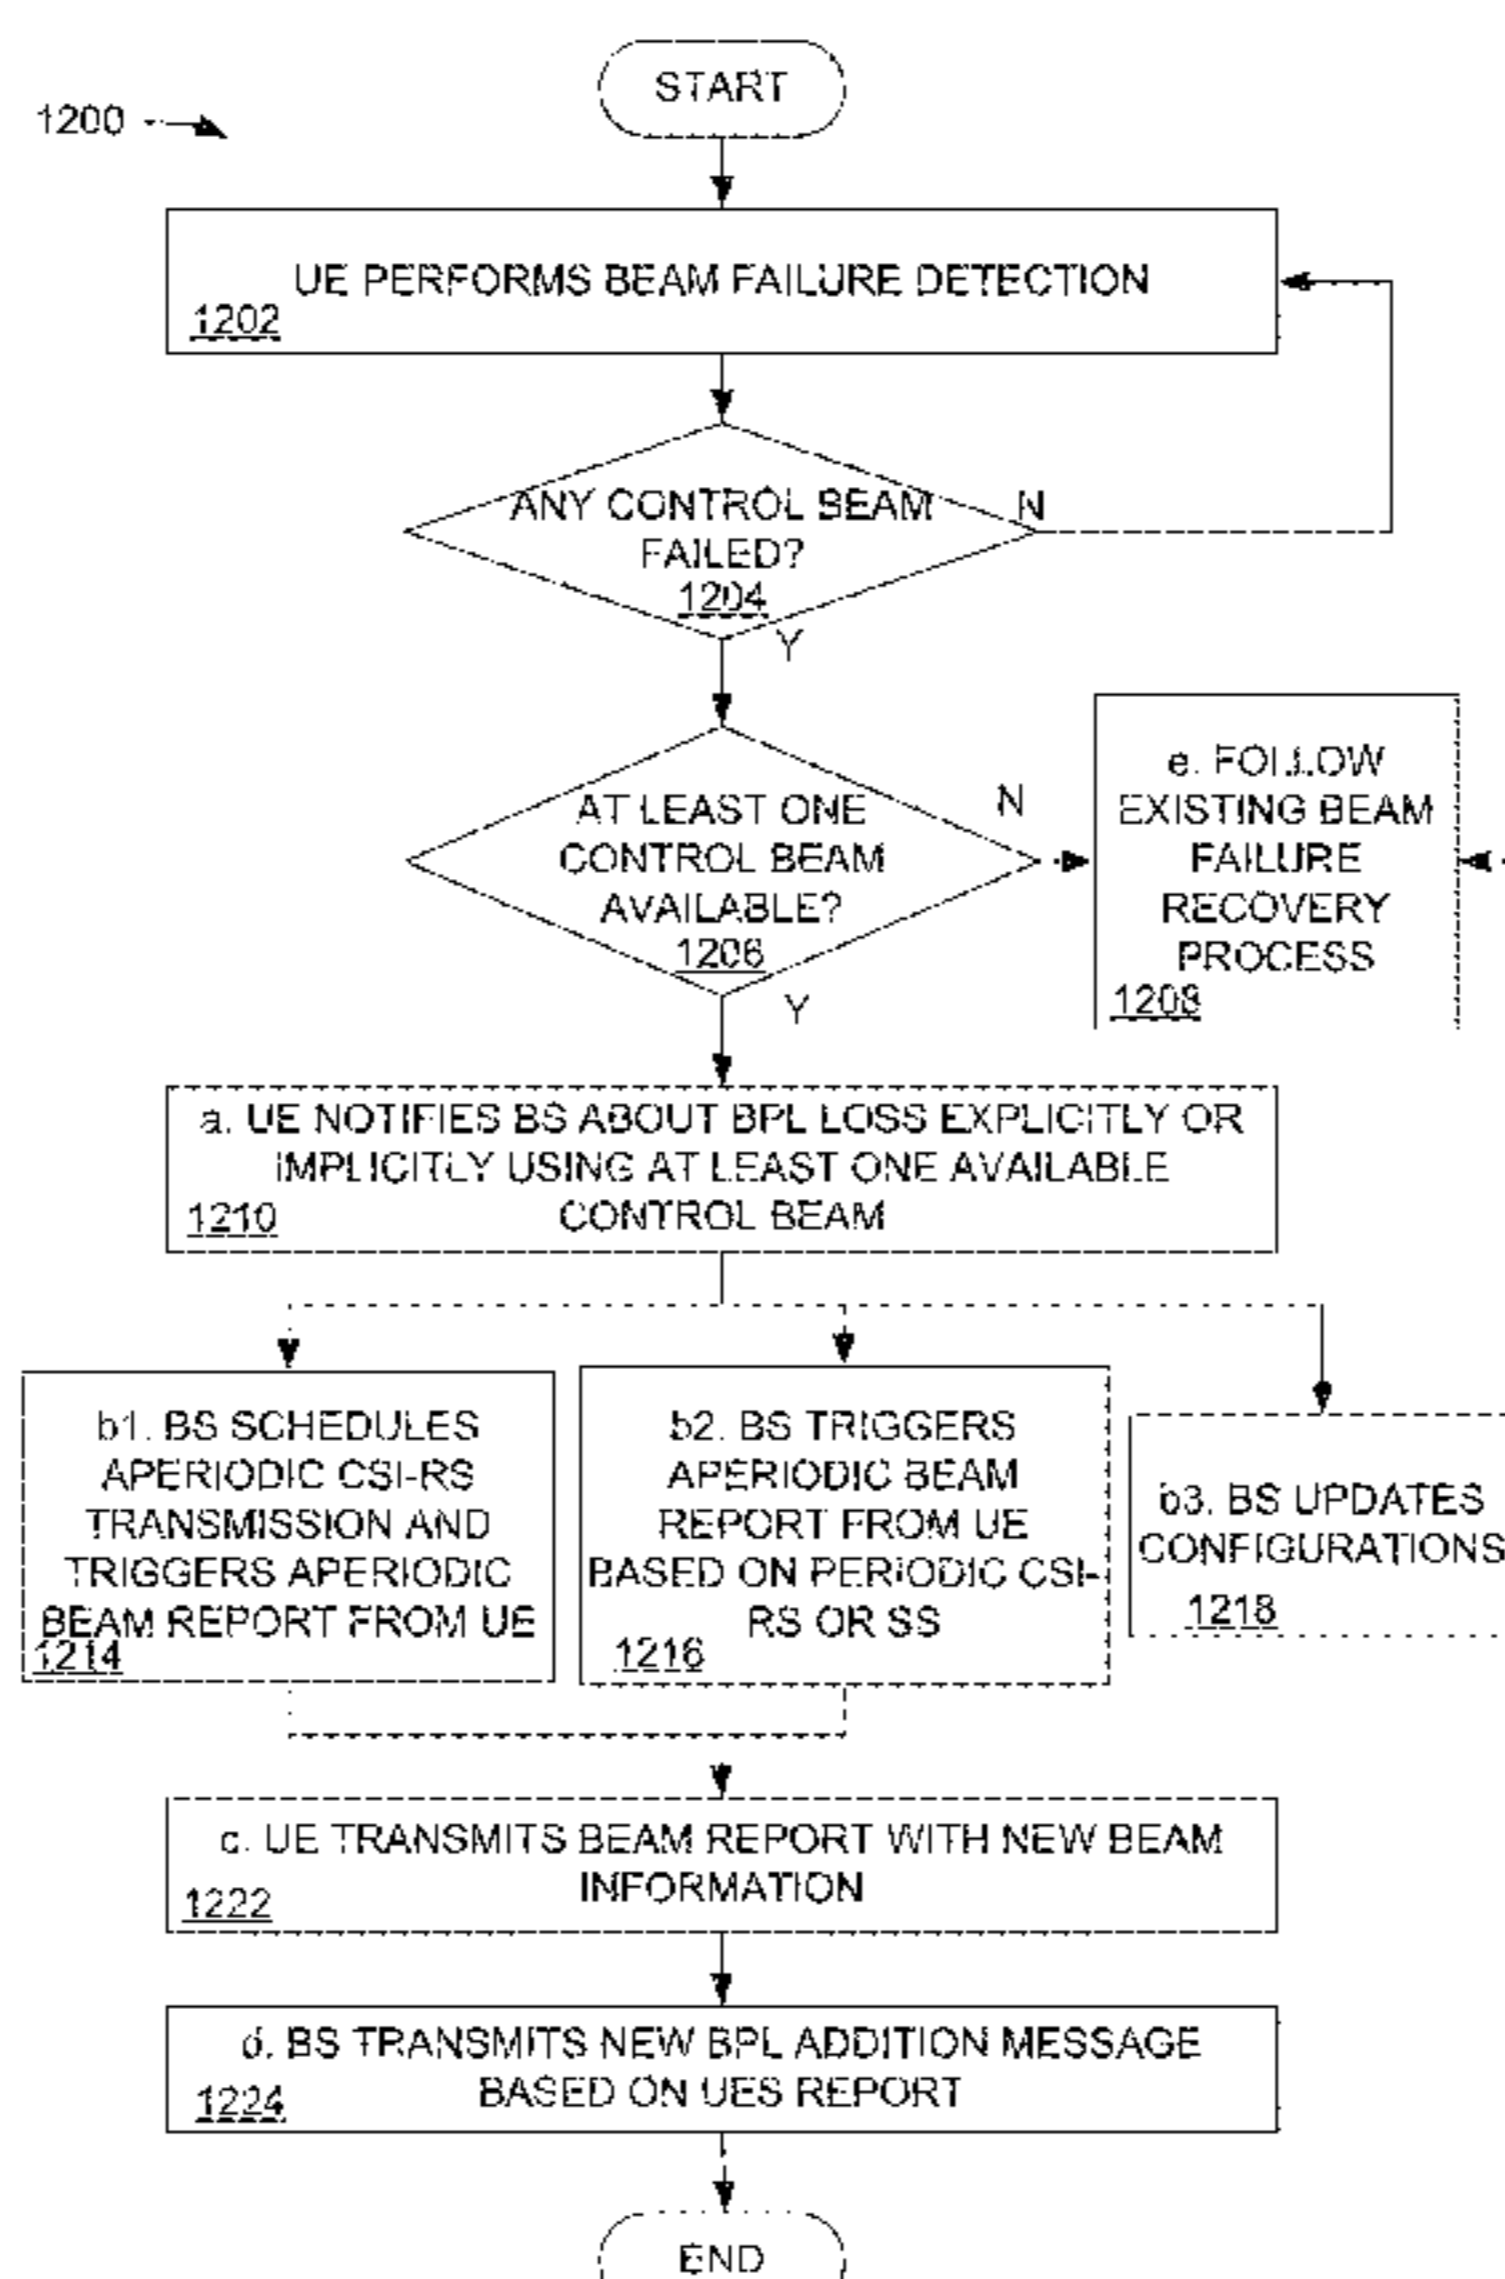 START
1200
UE PERFORMS BEAM FAILURE DETECTION
1202
ANY CONTROL BEAM
FAILED?
1204
N
Y
AT LEAST ONE
CONTROL BEAM
AVAILABLE?
1206
N
Y
e. FOLLOW
EXISTING BEAM
FAILURE
RECOVERY
PROCESS
1208
a. UE NOTIFIES BS ABOUT BPL LOSS EXPLICITLY OR
IMPLICITLY USING AT LEAST ONE AVAILABLE
CONTROL BEAM
1210
b1. BS SCHEDULES
APERIODIC CSI-RS
TRANSMISSION AND
TRIGGERS APERIODIC
BEAM REPORT FROM UE
1214
b2. BS TRIGGERS
APERIODIC BEAM
REPORT FROM UE
BASED ON PERIODIC CSI-
RS OR SS
1216
b3. BS UPDATES
CONFIGURATIONS
1218
c. UE TRANSMITS BEAM REPORT WITH NEW BEAM
INFORMATION
1222
d. BS TRANSMITS NEW BPL ADDITION MESSAGE
BASED ON UES REPORT
1224
END